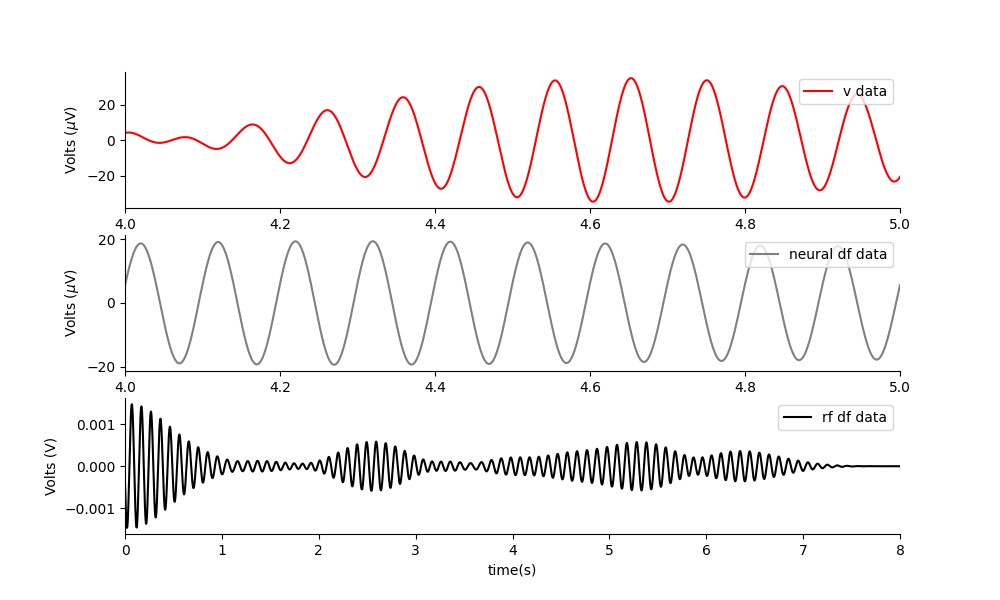 Volts (μV)
20
0
−20
v data
4.0 4.2 4.4 4.6 4.8 5.0
Volts (μV)
20
0
−20
neural df data
4.0 4.2 4.4 4.6 4.8 5.0
Volts (V)
0.001
0.000
−0.001
rf df data
0 1 2 3 4 5 6 7 8
time(s)